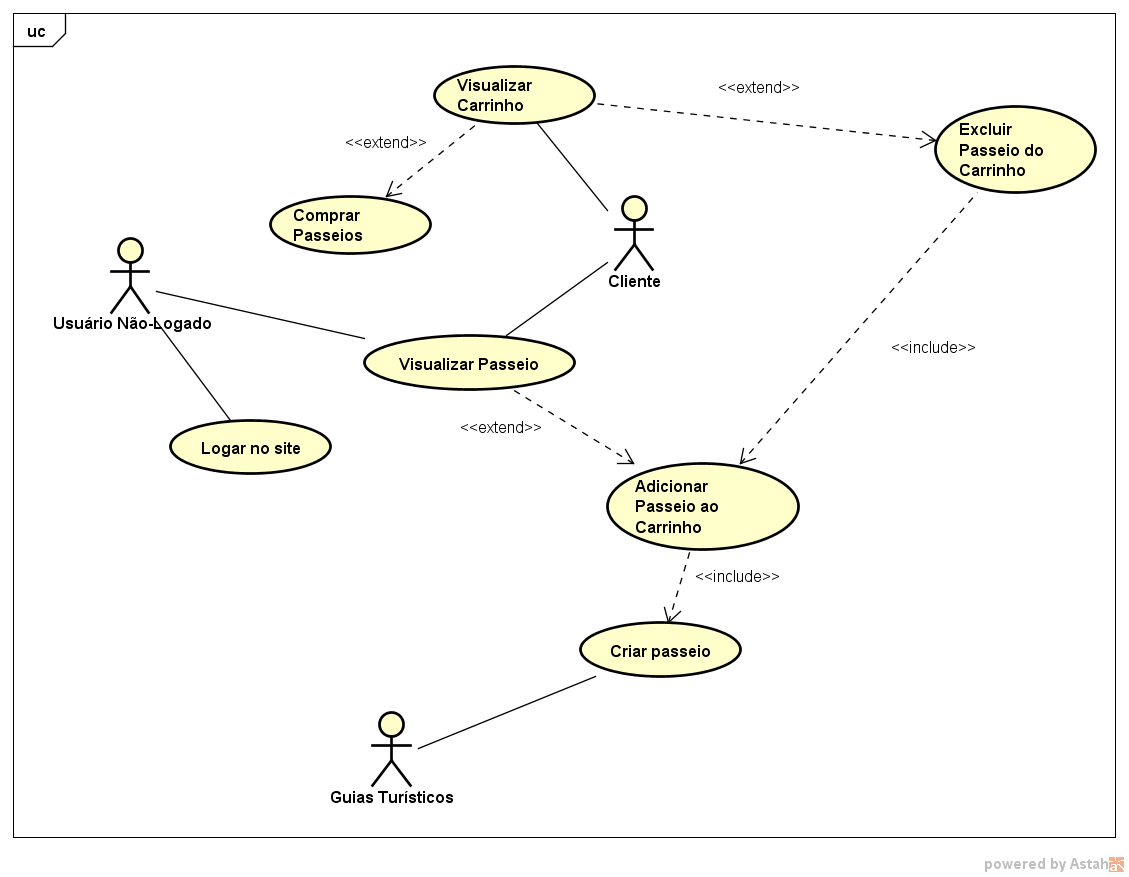 uc
Visualizar
Carrinho
<<extend>>
<<extend>>
Excluir
Passeio do
Carrinho
Comprar
Passeios
Cliente
Usuário Não-Logado
<<include>>
Visualizar Passeio
<<extend>>
Logar no site
Adicionar
Passeio ao
Carrinho
<<include>>
Criar passeio
Guias Turísticos
powered by Astah